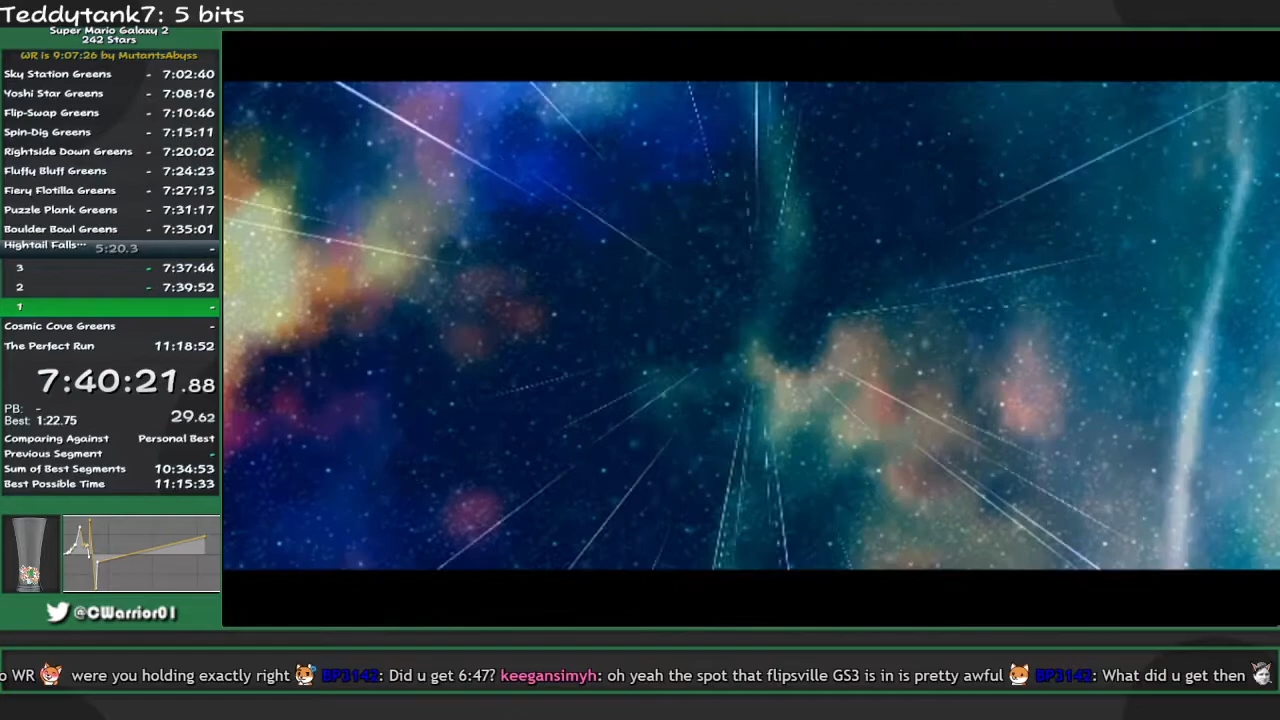 Teddytank7: 5 bits
Super Mario Galaxy 2
242 Stars
WR is 9:07:26 by MutantsAbyss
Sky Station Greens - 7:02:40
Yoshi Star Greens - 7:08:16
Flip-Swap Greens - 7:10:46
Spin-Dig Greens - 7:15:11
Rightside Down Greens - 7:20:02
Fluffy Bluff Greens - 7:24:23
Fiery Flotilla Greens - 7:27:13
Puzzle Plank Greens - 7:31:17
Boulder Bowl Greens - 7:35:01
Hightail Falls... 5:20.3 -
3 - 7:37:44
2 - 7:39:52
1 -
Cosmic Cove Greens -
The Perfect Run 11:18:52
7:40:21.88
PB: -
Best: 1:22.75 29.62
Comparing Against Personal Best
Previous Segment -
Sum of Best Segments 10:34:53
Best Possible Time 11:15:33
@CWarrior01
o WR were you holding exactly right BP3142: Did u get 6:47? keegansimyh: oh yeah the spot that flipsville GS3 is in is pretty awful BP3142: What did u get then